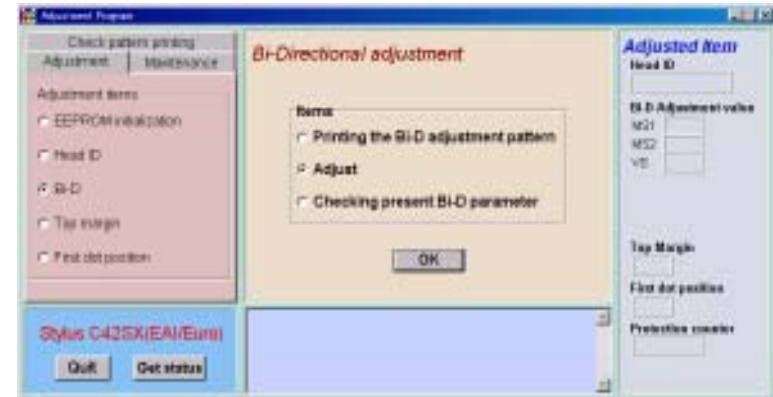 Adjustment Program
Check pattern printing
Adjustment
Maintenance
Adjustment items
EEPROM initialization
Head ID
Bi-D
Top margin
First dot position
Stylus C42SX(EAI/Euro)
Quit
Get status
Bi-Directional adjustment
Items
Printing the Bi-D adjustment pattern
Adjust
Checking present Bi-D parameter
OK
Adjusted Item
Head ID
Bi-D Adjustment value
MS1
MS2
VS
Top Margin
First dot position
Protection counter